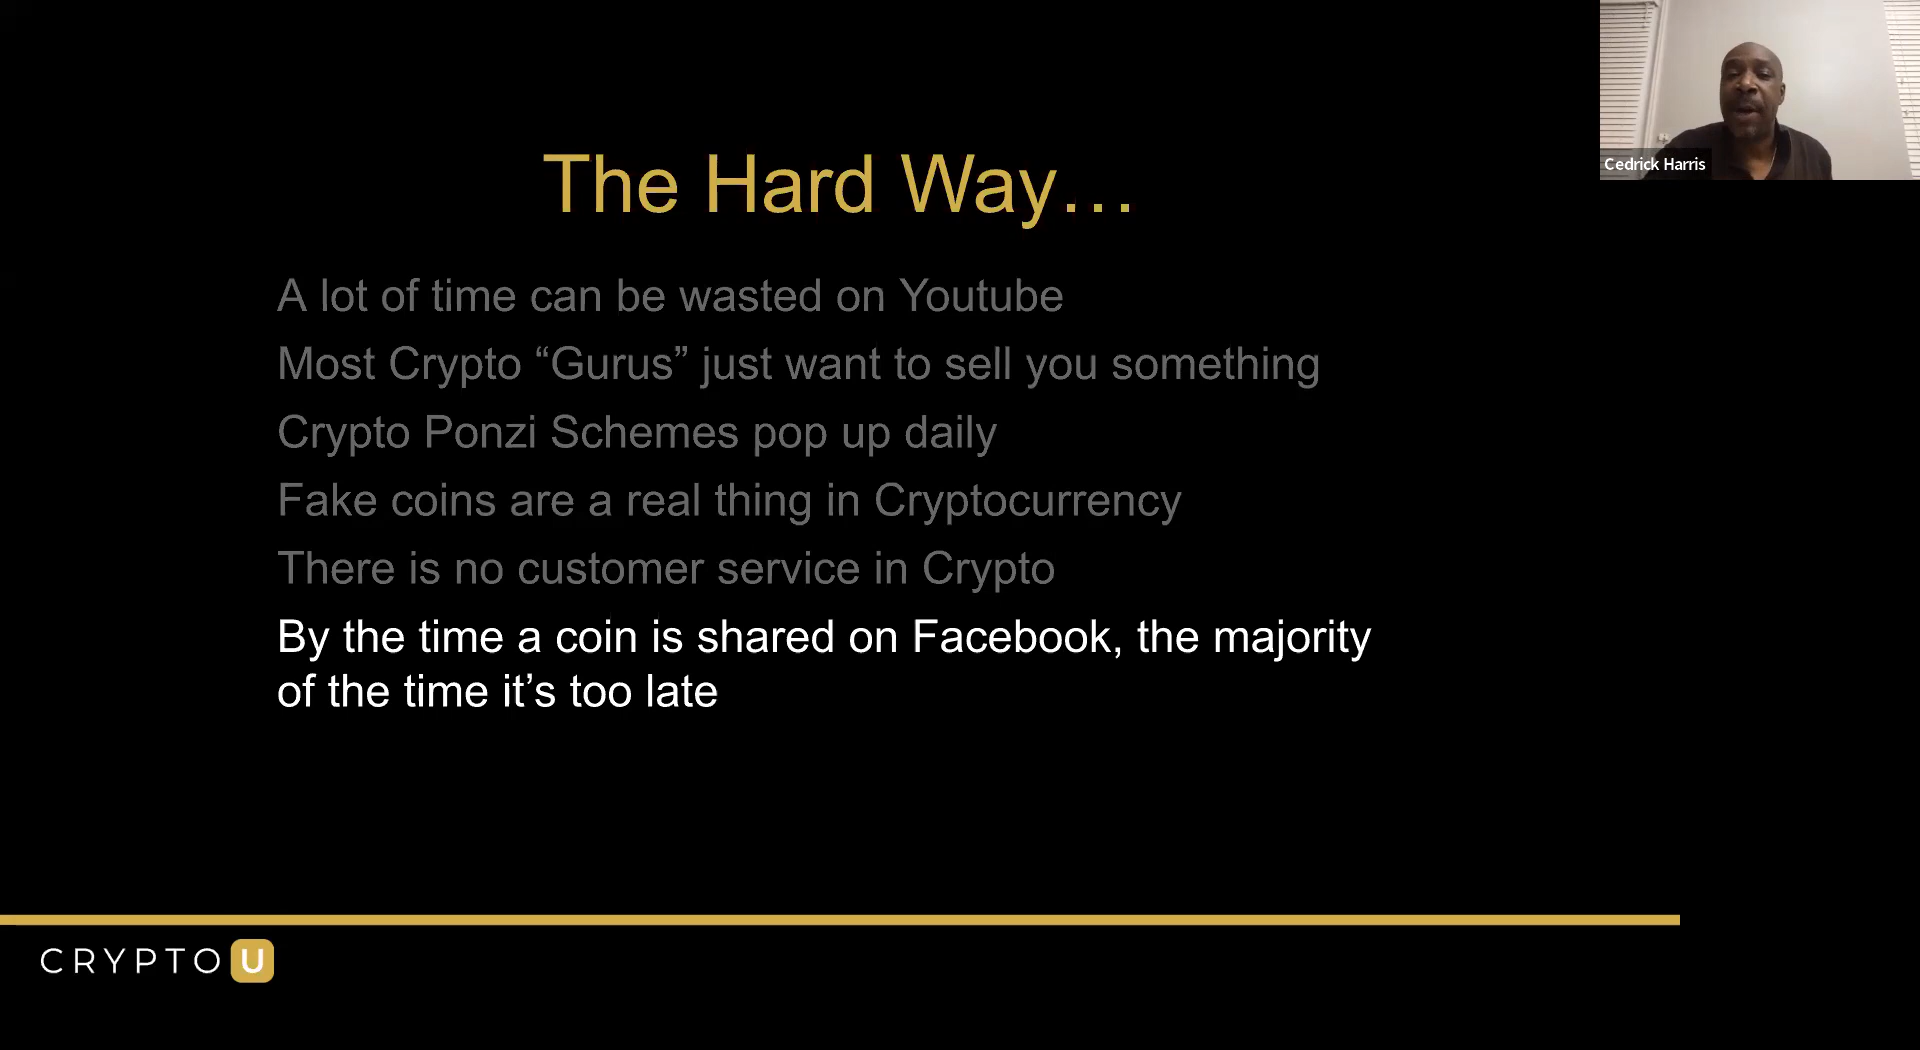 Cedrick Harris
The Hard Way…
A lot of time can be wasted on Youtube
Most Crypto “Gurus” just want to sell you something
Crypto Ponzi Schemes pop up daily
Fake coins are a real thing in Cryptocurrency
There is no customer service in Crypto
By the time a coin is shared on Facebook, the majority
of the time it’s too late
CRYPTO U